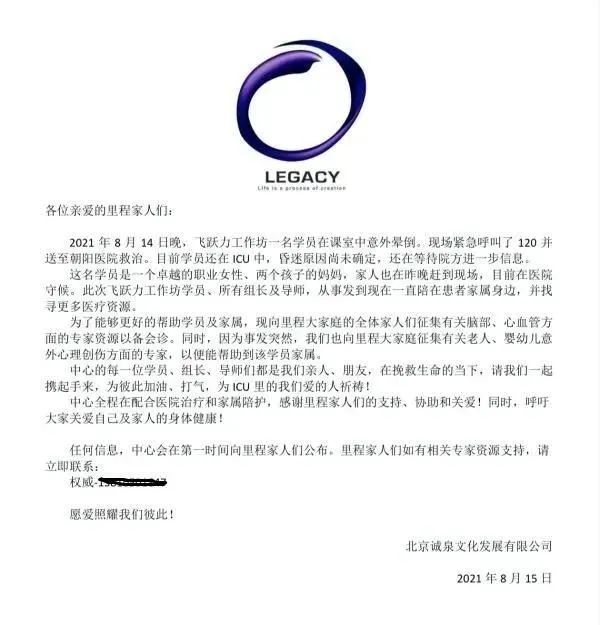 LEGACY
Life is a process of creation
各位亲爱的里程家人们：
2021 年 8 月 14 日晚，飞跃力工作坊一名学员在课室中意外晕倒。现场紧急呼叫了 120 并
送至朝阳医院救治。目前学员还在 ICU 中，昏迷原因尚未确定，还在等待院方进一步信息。
这名学员是一个卓越的职业女性、两个孩子的妈妈，家人也在昨晚赶到现场，目前在医院
守候。此次飞跃力工作坊学员、所有组长及导师，从事发到现在一直陪在患者家属身边，并找
寻更多医疗资源。
为了能够更好的帮助学员及家属，现向里程大家庭的全体家人们征集有关脑部、心血管方
面的专家资源以备会诊。同时，因为事发突然，我们也向里程大家庭征集有关老人、婴幼儿意
外心理创伤方面的专家，以便能帮助到该学员家属。
中心的每一位学员、组长、导师们都是我们亲人、朋友，在挽救生命的当下，请我们一起
携起手来，为彼此加油、打气，为 ICU 里的我们爱的人祈祷！
中心全程在配合医院治疗和家属陪护，感谢里程家人们的支持、协助和关爱！同时，呼吁
大家关爱自己及家人的身体健康！
任何信息，中心会在第一时间向里程家人们公布。里程家人们如有相关专家资源支持，请
立即联系：
权威-
愿爱照耀我们彼此！
北京诚泉文化发展有限公司
2021 年 8 月 15 日